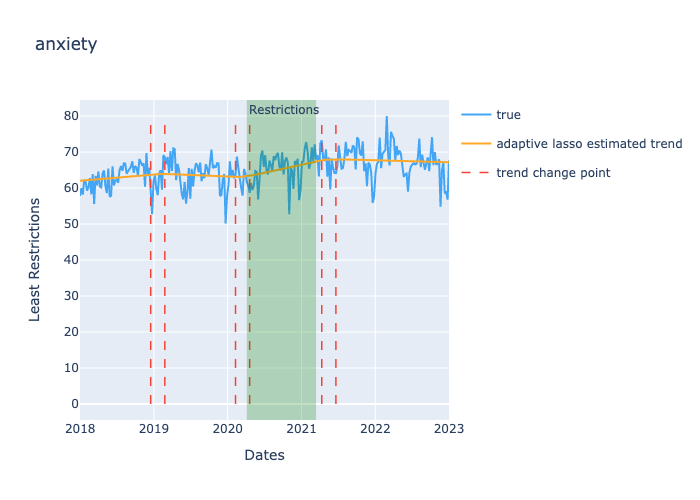 anxiety
Restrictions
true
adaptive lasso estimated trend
trend change point
Least Restrictions
80
70
60
50
40
30
20
10
0
2018
2019
2020
2021
2022
2023
Dates